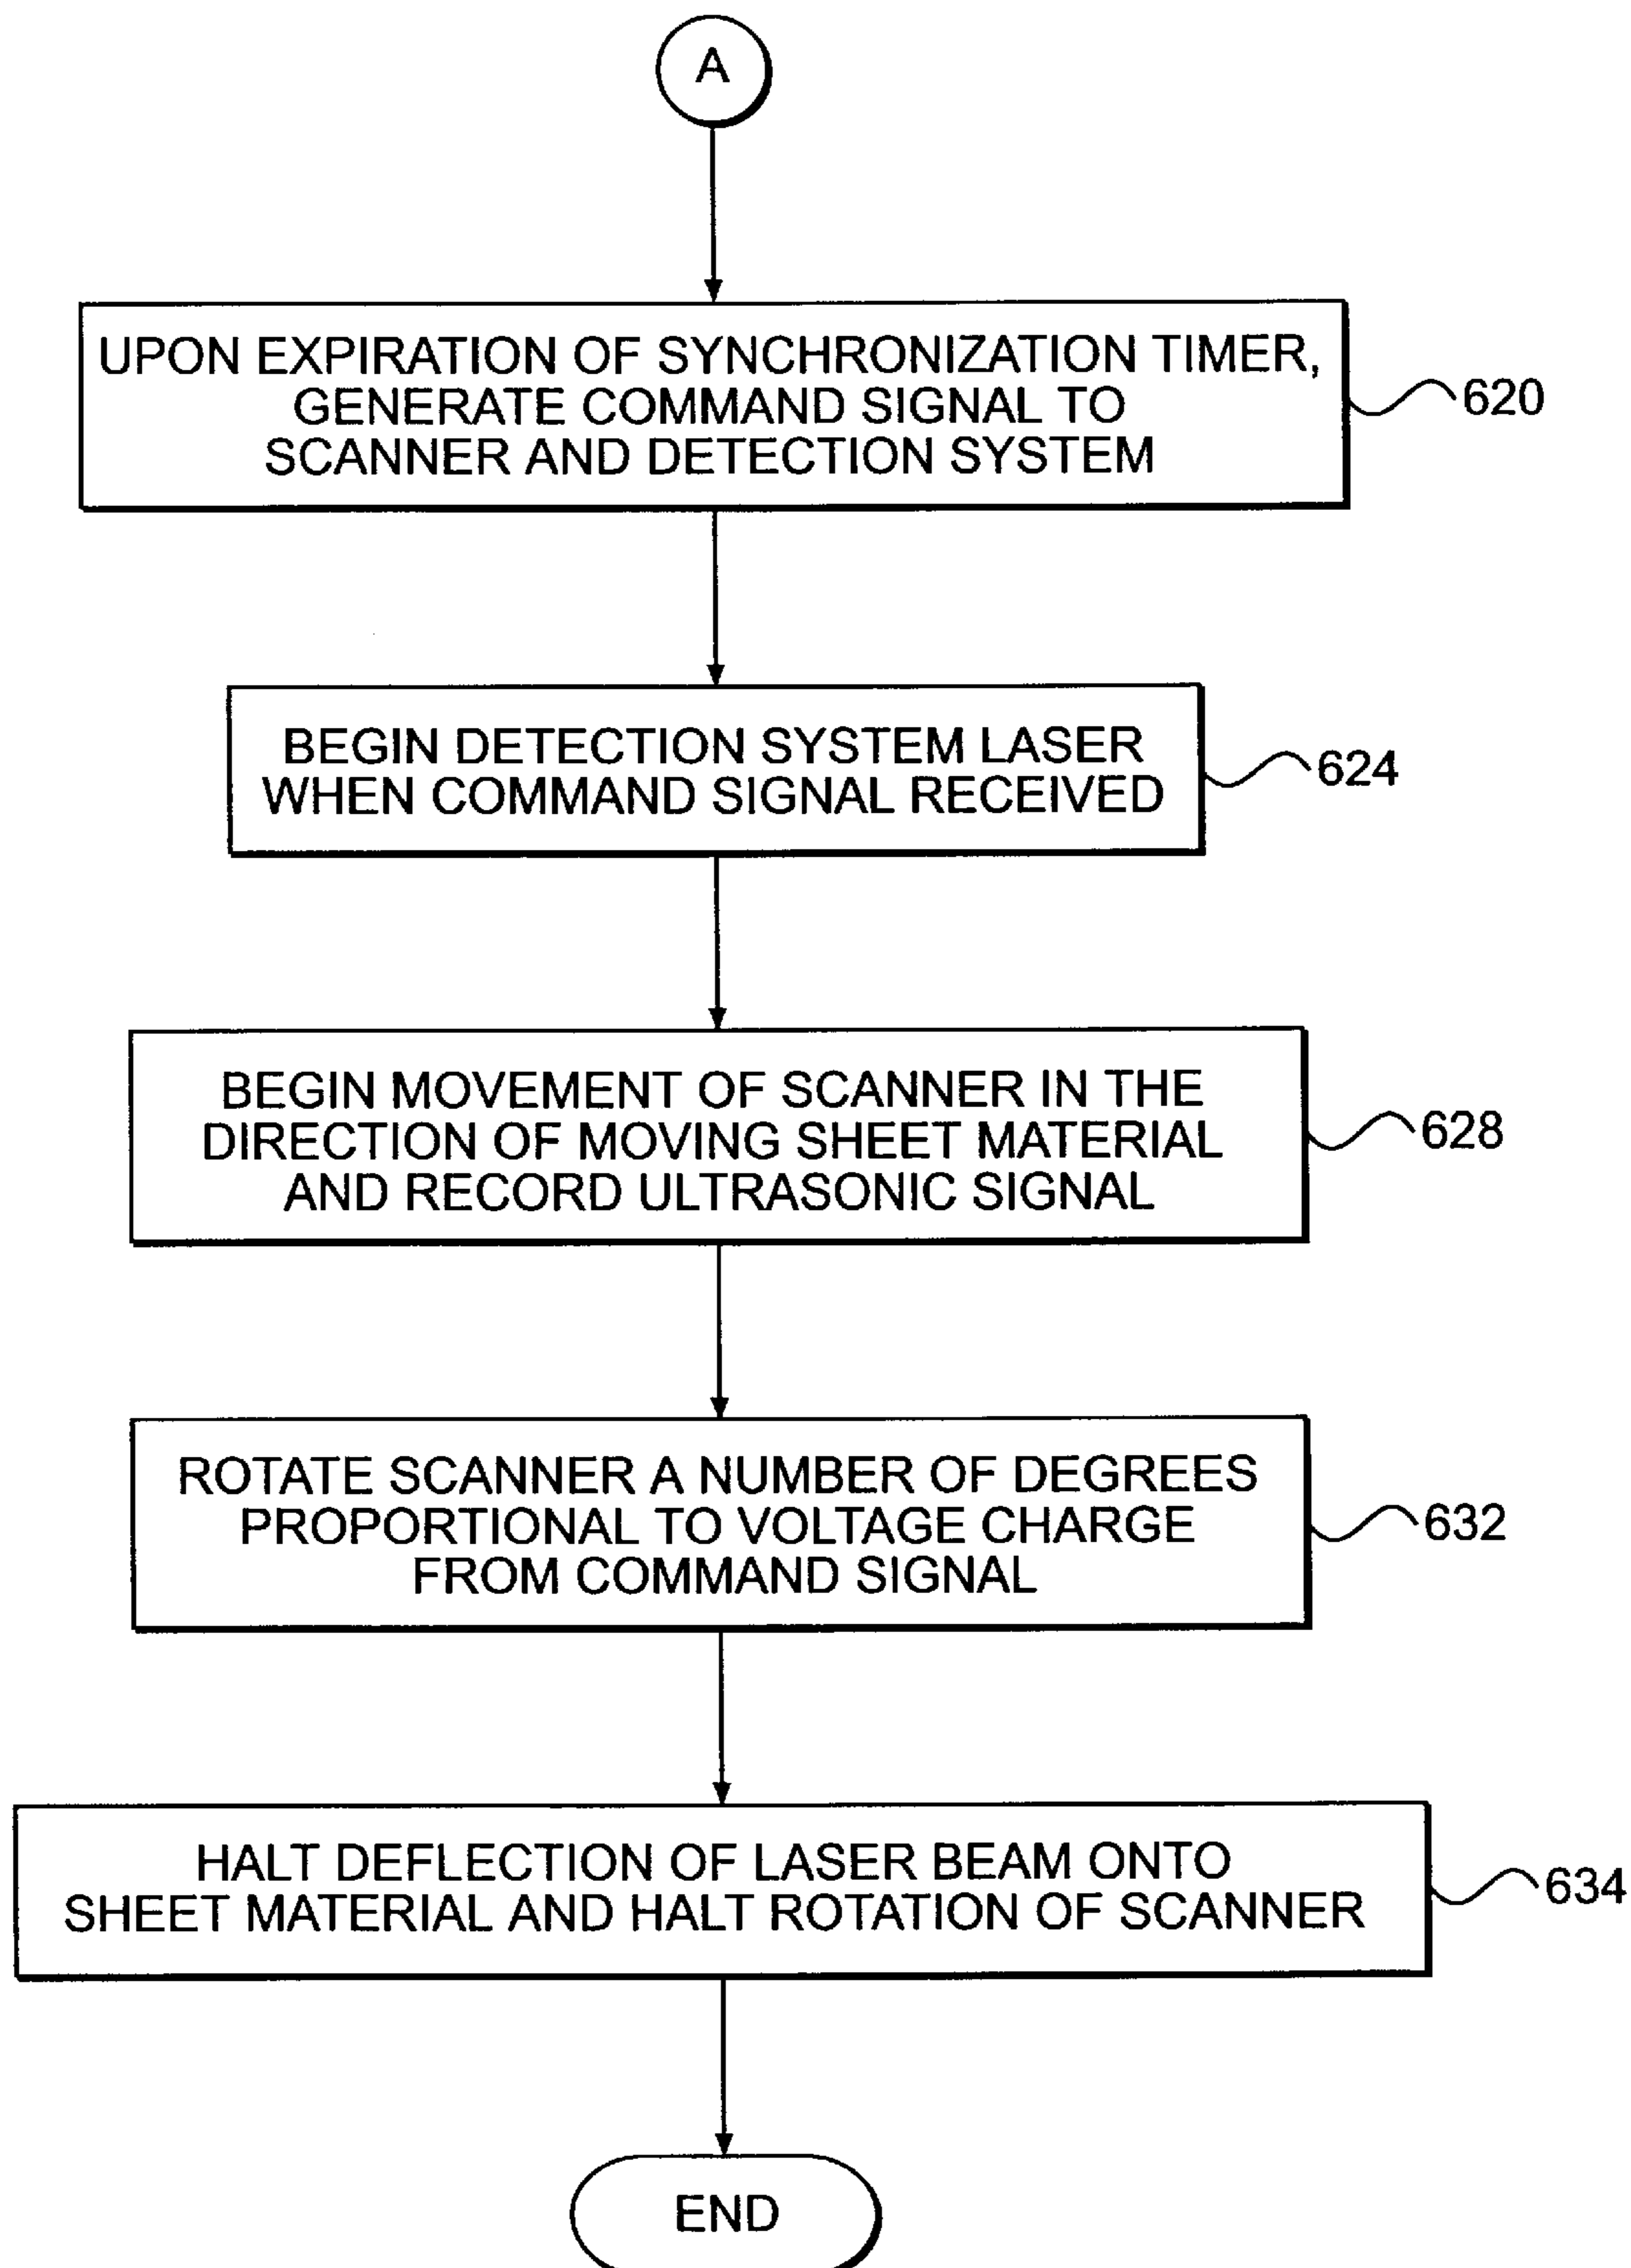 A
UPON EXPIRATION OF SYNCHRONIZATION TIMER,
GENERATE COMMAND SIGNAL TO
SCANNER AND DETECTION SYSTEM
620
BEGIN DETECTION SYSTEM LASER
WHEN COMMAND SIGNAL RECEIVED
624
BEGIN MOVEMENT OF SCANNER IN THE
DIRECTION OF MOVING SHEET MATERIAL
AND RECORD ULTRASONIC SIGNAL
628
ROTATE SCANNER A NUMBER OF DEGREES
PROPORTIONAL TO VOLTAGE CHARGE
FROM COMMAND SIGNAL
632
HALT DEFLECTION OF LASER BEAM ONTO
SHEET MATERIAL AND HALT ROTATION OF SCANNER
634
END